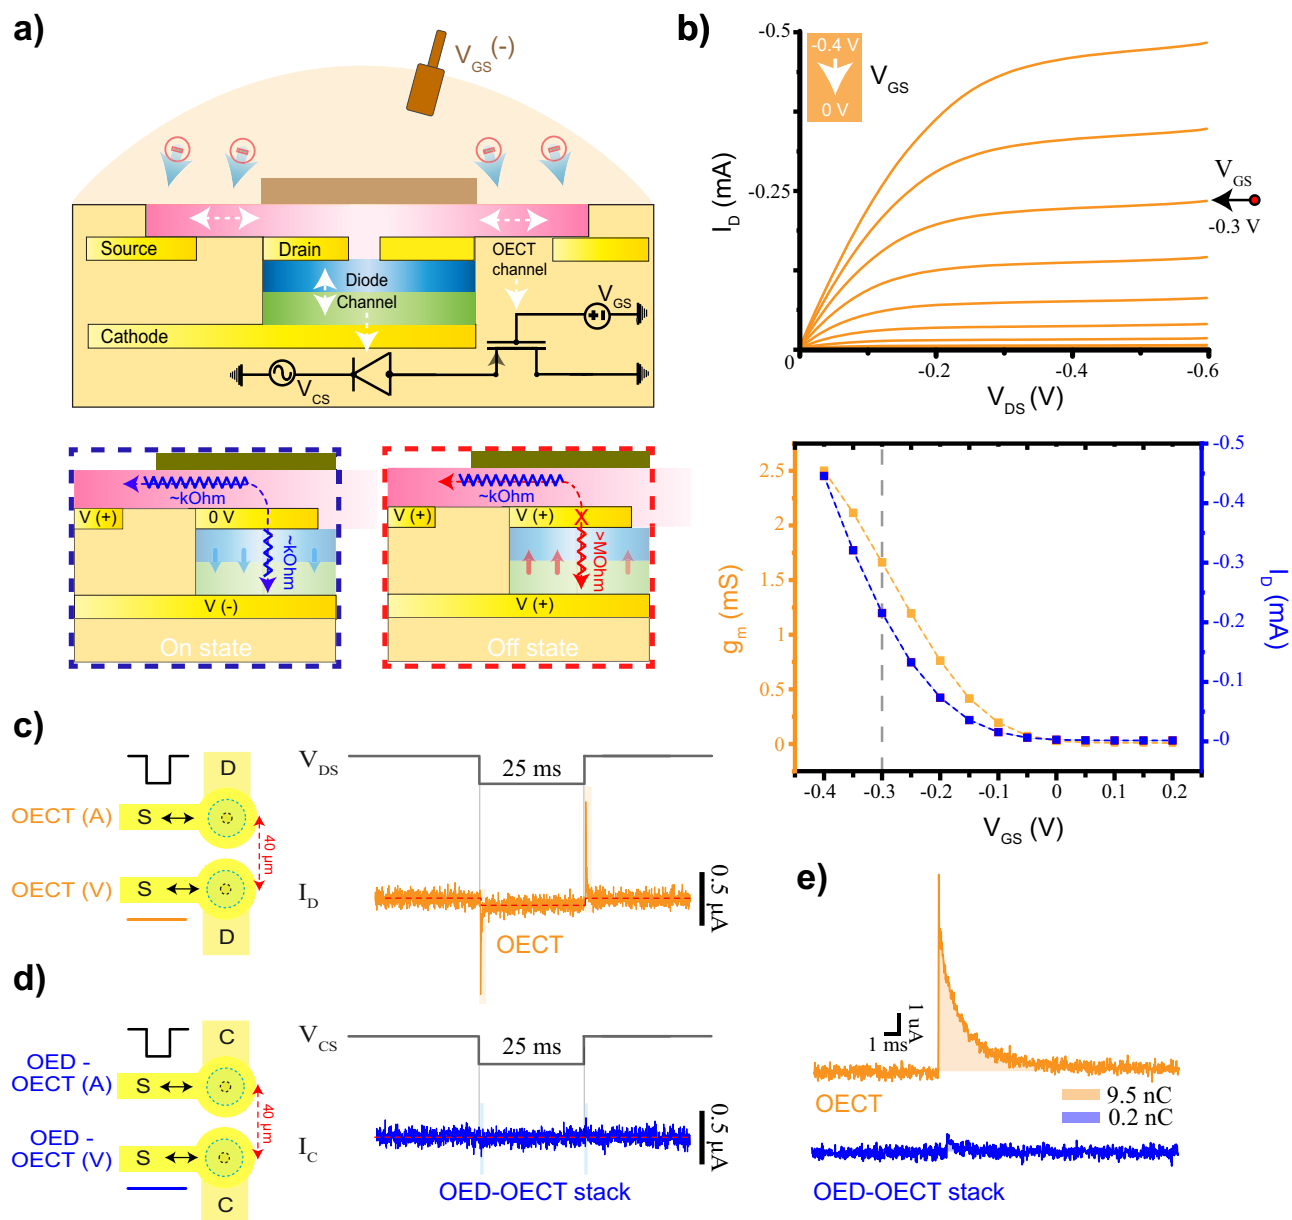 a)
V_GS(-)
Source
Drain
OECT
channel
Diode
Channel
V_GS
Cathode
V_CS
~kOhm
V (+)
0 V
~kOhm
V (-)
On state
~kOhm
V (+)
V (+)
>MOhm
V (+)
Off state
b)
-0.5
-0.4 V
V_GS
0 V
I_D (mA)
-0.25
V_GS
-0.3 V
0
-0.2
-0.4
-0.6
V_DS (V)
2.5
2
1.5
1
0.5
0
g_m (mS)
-0.5
-0.4
-0.3
-0.2
-0.1
-0
I_D (mA)
-0.4
-0.3
-0.2
-0.1
0
0.1
0.2
V_GS (V)
c)
D
OECT (A)
S
40 µm
OECT (V)
S
D
V_DS
25 ms
I_D
0.5 µA
OECT
d)
C
OED -
OECT (A)
S
40 µm
OED -
OECT (V)
S
C
V_CS
25 ms
I_C
0.5 µA
OED-OECT stack
e)
1 uA
1 ms
OECT
9.5 nC
0.2 nC
OED-OECT stack